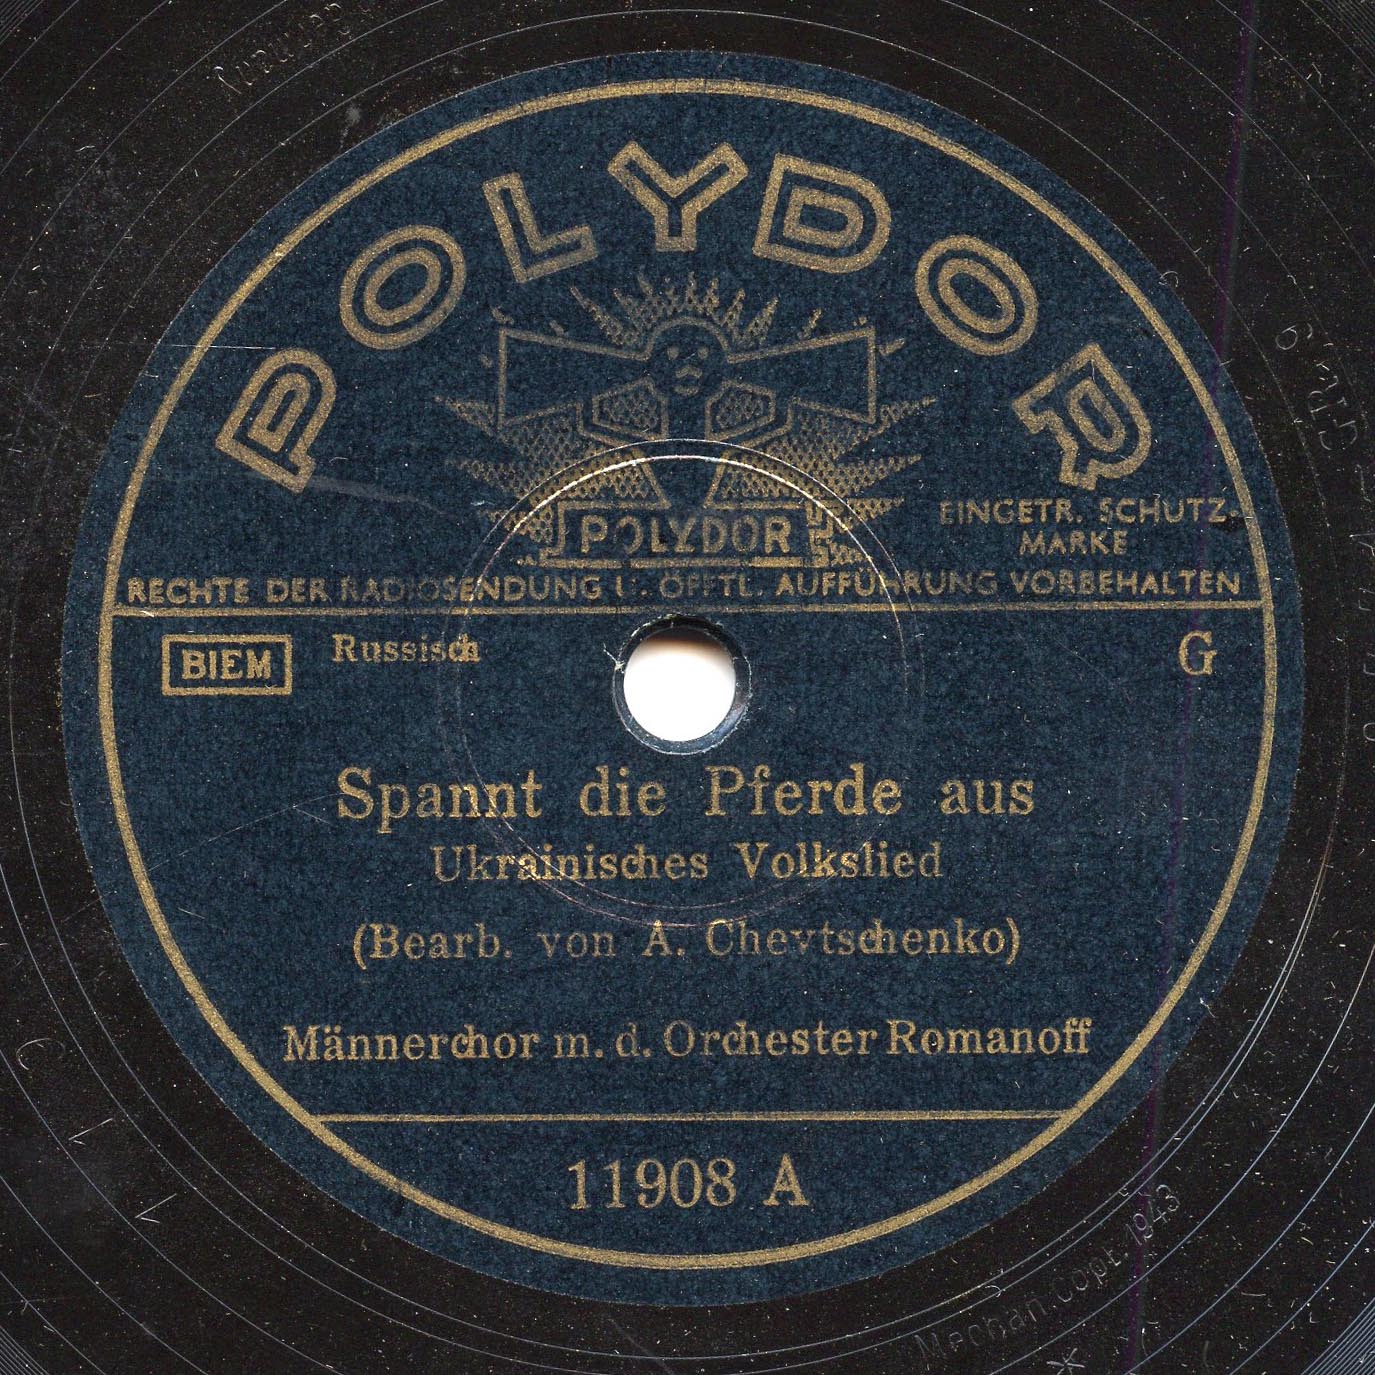 POLYDOR
POLYDOR
EINGETR. SCHUTZ-
MARKE
RECHTE DER RADIOSENDUNG U. ÖFFTL. AUFFÜHRUNG VORBEHALTEN
BIEM
Russisch
G
Spannt die Pferde aus
Ukrainisches Volkslied
(Bearb. von A. Chevtschenko)
Männerchor m. d. Orchester Romanoff
11908 A
Mechan. Copr. 1943